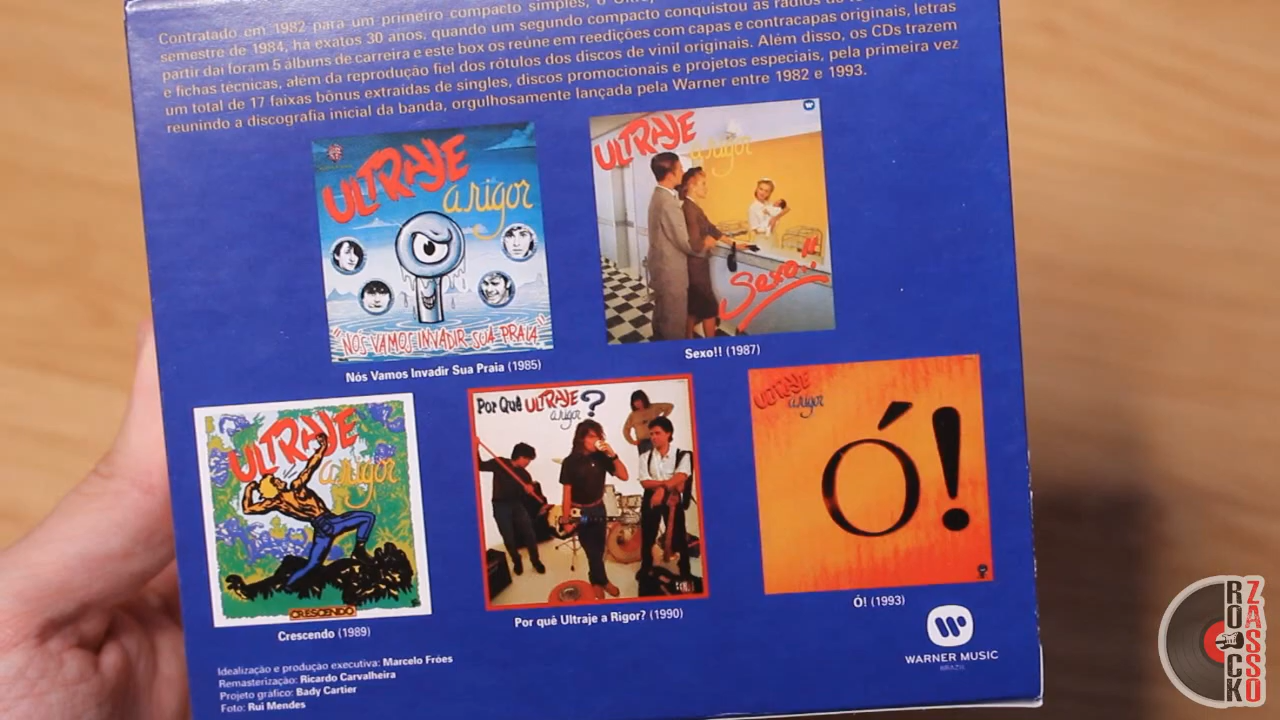 Contratado em 1982 para um primeiro compacto simples, o
semestre de 1984, há exatos 30 anos, quando um segundo compacto conquistou as rádios
partir daí foram 5 álbuns de carreira e este box os reúne em reedições com capas e contracapas originais, letras
e fichas técnicas, além da reprodução fiel dos rótulos dos discos de vinil originais. Além disso, os CDs trazem
um total de 17 faixas bônus extraídas de singles, discos promocionais e projetos especiais, pela primeira vez
reunindo a discografia inicial da banda, orgulhosamente lançada pela Warner entre 1982 e 1993.
ULTRAJE
a rigor
"NÓS VAMOS INVADIR SUA PRAIA"
Nós Vamos Invadir Sua Praia (1985)
ULTRAJE
a rigor
Sexo!!
Sexo!! (1987)
ULTRAJE
a rigor
CRESCENDO
Crescendo (1989)
Por Quê ULTRAJE
a rigor?
Por quê Ultraje a Rigor? (1990)
ULTRAJE
a rigor
Ó!
Ó! (1993)
Idealização e produção executiva: Marcelo Fróes
Remasterização: Ricardo Carvalheira
Projeto gráfico: Bady Cartier
Foto: Rui Mendes
WARNER MUSIC
BRAZIL
ROCK
ZASSO